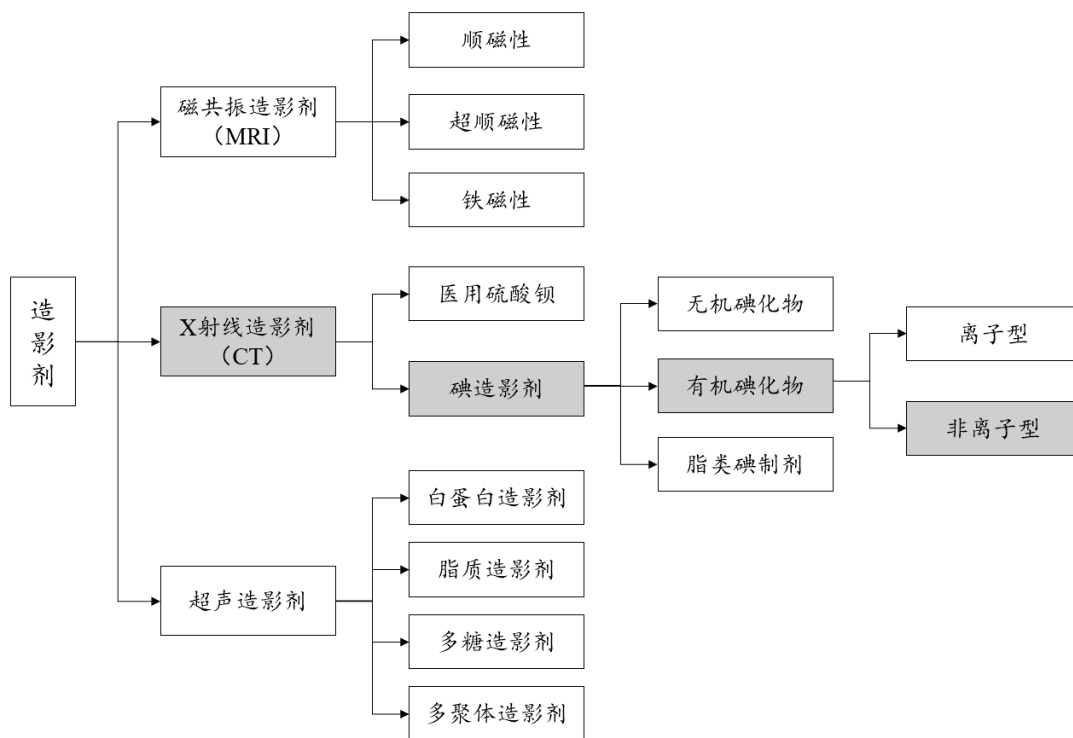 顺磁性
磁共振造影剂
（MRI）
超顺磁性
铁磁性
造
影
剂
医用硫酸钡
X射线造影剂
（CT）
碘造影剂
无机碘化物
有机碘化物
脂类碘制剂
离子型
非离子型
白蛋白造影剂
脂质造影剂
超声造影剂
多糖造影剂
多聚体造影剂